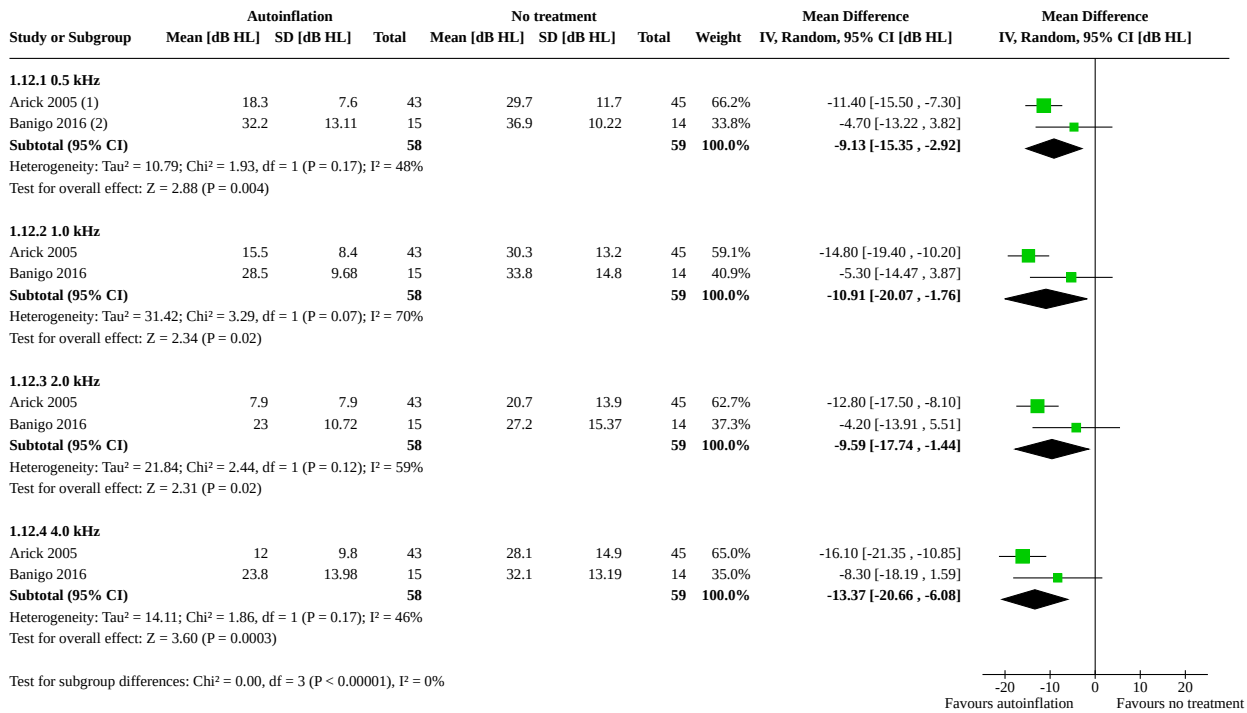 Autoinflation No treatment Mean Difference Mean Difference
Study or Subgroup Mean [dB HL] SD [dB HL] Total Mean [dB HL] SD [dB HL] Total Weight IV, Random, 95% CI [dB HL] IV, Random, 95% CI [dB HL]
1.12.1 0.5 kHz
Arick 2005 (1) 18.3 7.6 43 29.7 11.7 45 66.2% -11.40 [-15.50 , -7.30]
Banigo 2016 (2) 32.2 13.11 15 36.9 10.22 14 33.8% -4.70 [-13.22 , 3.82]
Subtotal (95% CI) 58 59 100.0% -9.13 [-15.35 , -2.92]
Heterogeneity: Tau² = 10.79; Chi² = 1.93, df = 1 (P = 0.17); I² = 48%
Test for overall effect: Z = 2.88 (P = 0.004)
1.12.2 1.0 kHz
Arick 2005 15.5 8.4 43 30.3 13.2 45 59.1% -14.80 [-19.40 , -10.20]
Banigo 2016 28.5 9.68 15 33.8 14.8 14 40.9% -5.30 [-14.47 , 3.87]
Subtotal (95% CI) 58 59 100.0% -10.91 [-20.07 , -1.76]
Heterogeneity: Tau² = 31.42; Chi² = 3.29, df = 1 (P = 0.07); I² = 70%
Test for overall effect: Z = 2.34 (P = 0.02)
1.12.3 2.0 kHz
Arick 2005 7.9 7.9 43 20.7 13.9 45 62.7% -12.80 [-17.50 , -8.10]
Banigo 2016 23 10.72 15 27.2 15.37 14 37.3% -4.20 [-13.91 , 5.51]
Subtotal (95% CI) 58 59 100.0% -9.59 [-17.74 , -1.44]
Heterogeneity: Tau² = 21.84; Chi² = 2.44, df = 1 (P = 0.12); I² = 59%
Test for overall effect: Z = 2.31 (P = 0.02)
1.12.4 4.0 kHz
Arick 2005 12 9.8 43 28.1 14.9 45 65.0% -16.10 [-21.35 , -10.85]
Banigo 2016 23.8 13.98 15 32.1 13.19 14 35.0% -8.30 [-18.19 , 1.59]
Subtotal (95% CI) 58 59 100.0% -13.37 [-20.66 , -6.08]
Heterogeneity: Tau² = 14.11; Chi² = 1.86, df = 1 (P = 0.17); I² = 46%
Test for overall effect: Z = 3.60 (P = 0.0003)
Test for subgroup differences: Chi² = 0.00, df = 3 (P < 0.00001), I² = 0%
-20 -10 0 10 20
Favours autoinflation Favours no treatment